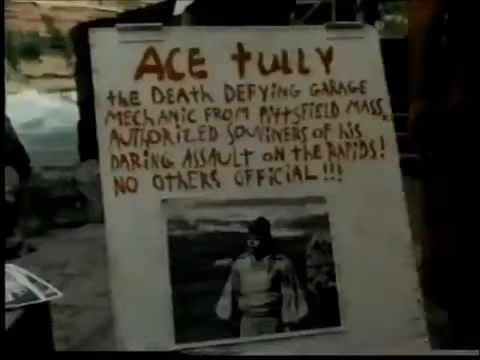 ACE tULLY
tHE DEATH DEFYING GARAGE
MECHANIC FROM PITTSFIELD MASS.
AUTHORIZED SOUVINERS OF HIS
DARING ASSAULT ON tHE RAPIDS!
NO OTHERS OFFICIAL!!!